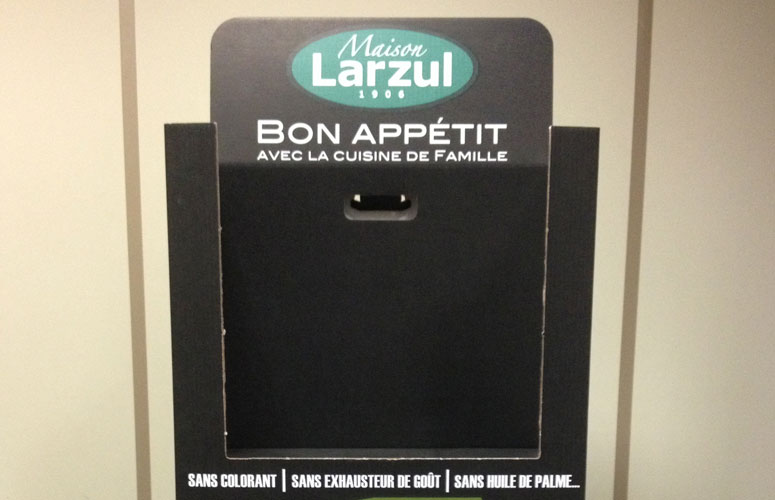 Maison
Larzul
1906
BON APPÉTIT
AVEC LA CUISINE DE FAMILLE
SANS COLORANT | SANS EXHAUSTEUR DE GOÛT | SANS HUILE DE PALME...